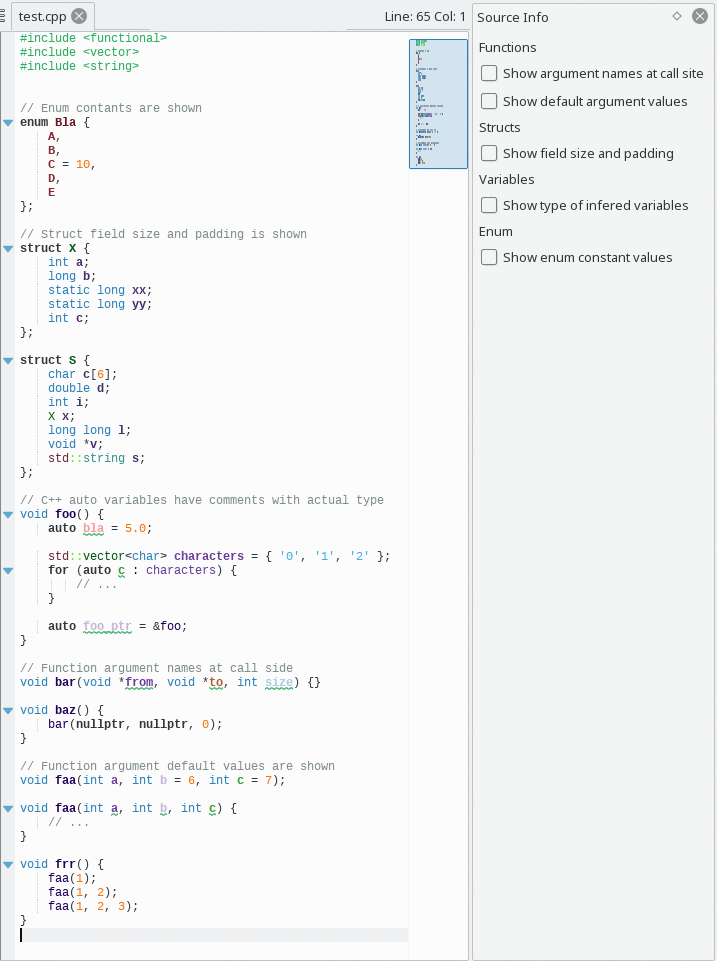 test.cpp
Line: 65 Col: 1
#include <functional>
#include <vector>
#include <string>
// Enum contants are shown
enum Bla {
    A,
    B,
    C = 10,
    D,
    E
};
// Struct field size and padding is shown
struct X {
    int a;
    long b;
    static long xx;
    static long yy;
    int c;
};
struct S {
    char c[6];
    double d;
    int i;
    X x;
    long long l;
    void *v;
    std::string s;
};
// C++ auto variables have comments with actual type
void foo() {
    auto bla = 5.0;
    std::vector<char> characters = { '0', '1', '2' };
    for (auto c : characters) {
        // ...
    }
    auto foo_ptr = &foo;
}
// Function argument names at call side
void bar(void *from, void *to, int size) {}
void baz() {
    bar(nullptr, nullptr, 0);
}
// Function argument default values are shown
void faa(int a, int b = 6, int c = 7);
void faa(int a, int b, int c) {
    // ...
}
void frr() {
    faa(1);
    faa(1, 2);
    faa(1, 2, 3);
}
Source Info
Functions
Show argument names at call site
Show default argument values
Structs
Show field size and padding
Variables
Show type of infered variables
Enum
Show enum constant values